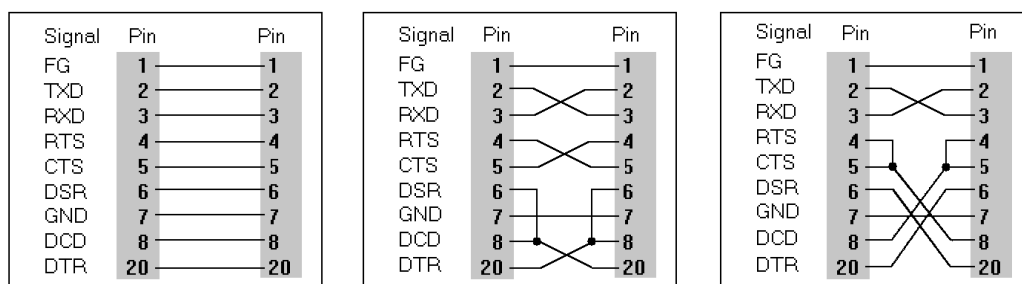 Signal Pin Pin
FG 1 1
TXD 2 2
RXD 3 3
RTS 4 4
CTS 5 5
DSR 6 6
GND 7 7
DCD 8 8
DTR 20 20
Signal Pin Pin
FG 1 1
TXD 2 2
RXD 3 3
RTS 4 4
CTS 5 5
DSR 6 6
GND 7 7
DCD 8 8
DTR 20 20
Signal Pin Pin
FG 1 1
TXD 2 2
RXD 3 3
RTS 4 4
CTS 5 5
DSR 6 6
GND 7 7
DCD 8 8
DTR 20 20